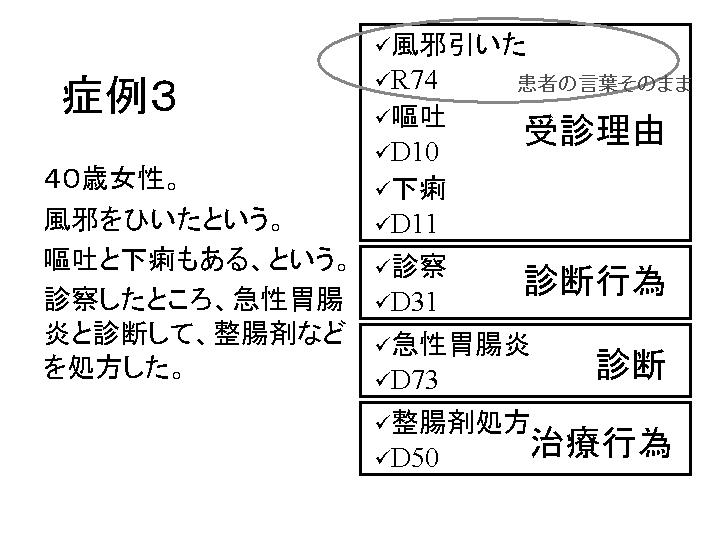 症例３
４０歳女性。
風邪をひいたという。
嘔吐と下痢もある、という。
診察したところ、急性胃腸
炎と診断して、整腸剤など
を処方した。
✓風邪引いた
✓R74
患者の言葉そのまま
✓嘔吐
受診理由
✓D10
✓下痢
✓D11
✓診察
診断行為
✓D31
✓急性胃腸炎
診断
✓D73
✓整腸剤処方
治療行為
✓D50